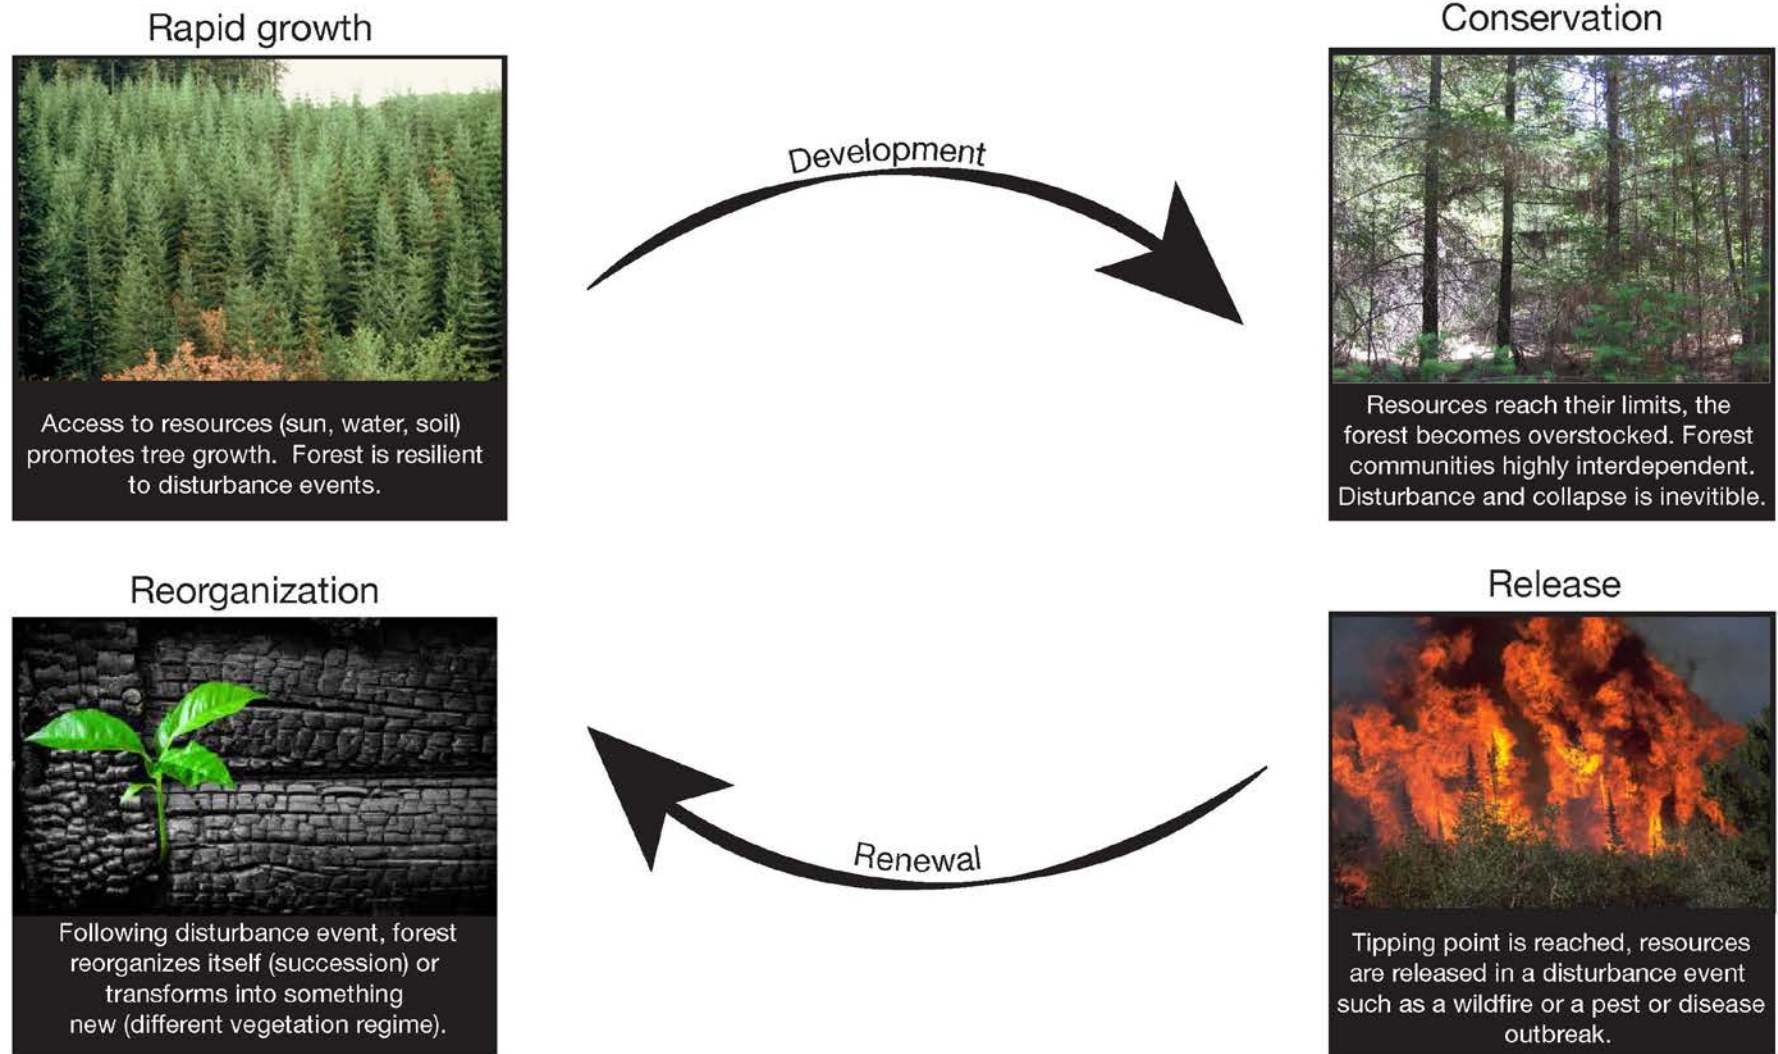 Rapid growth
Access to resources (sun, water, soil)
promotes tree growth.  Forest is resilient
to disturbance events.
Development
Conservation
Resources reach their limits, the
forest becomes overstocked. Forest
communities highly interdependent.
Disturbance and collapse is inevitible.
Reorganization
Following disturbance event, forest
reorganizes itself (succession) or
transforms into something
new (different vegetation regime).
Renewal
Release
Tipping point is reached, resources
are released in a disturbance event
such as a wildfire or a pest or disease
outbreak.